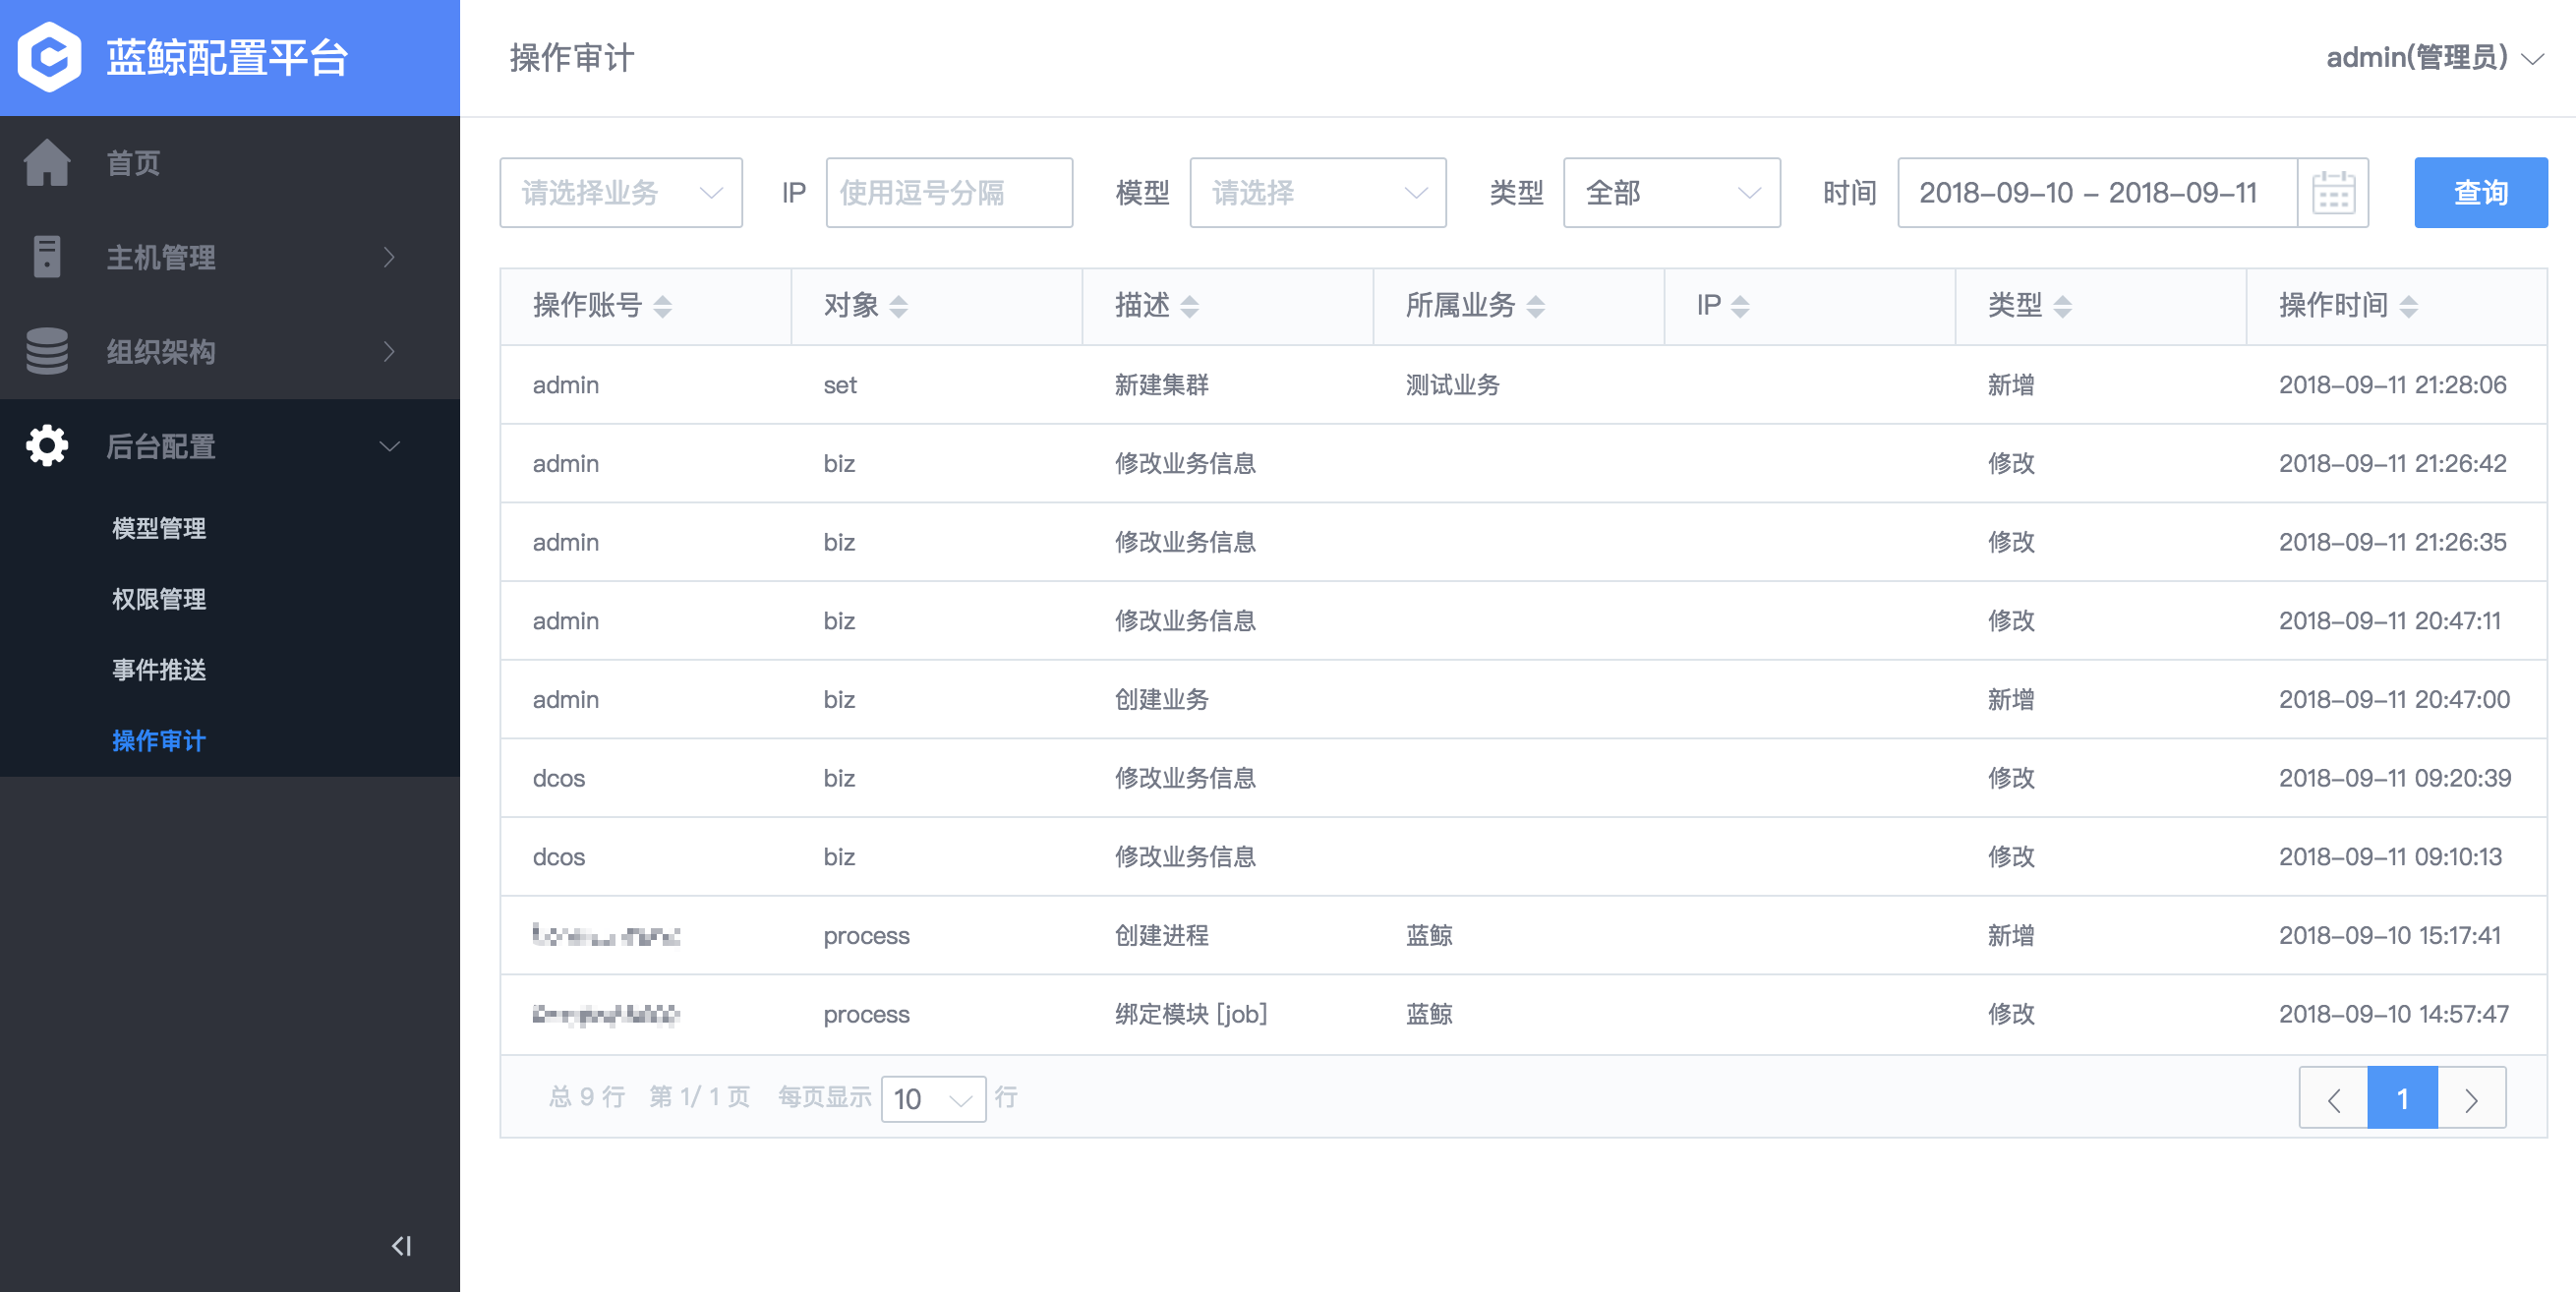 蓝鲸配置平台
操作审计
admin(管理员)
首页
主机管理
组织架构
后台配置
模型管理
权限管理
事件推送
操作审计
请选择业务 IP 使用逗号分隔 模型 请选择 类型 全部 时间 2018-09-10 - 2018-09-11 查询
操作账号 对象 描述 所属业务 IP 类型 操作时间
admin set 新建集群 测试业务 新增 2018-09-11 21:28:06
admin biz 修改业务信息 修改 2018-09-11 21:26:42
admin biz 修改业务信息 修改 2018-09-11 21:26:35
admin biz 修改业务信息 修改 2018-09-11 20:47:11
admin biz 创建业务 新增 2018-09-11 20:47:00
dcos biz 修改业务信息 修改 2018-09-11 09:20:39
dcos biz 修改业务信息 修改 2018-09-11 09:10:13
process 创建进程 蓝鲸 新增 2018-09-10 15:17:41
process 绑定模块 [job] 蓝鲸 修改 2018-09-10 14:57:47
总 9 行 第 1/ 1 页 每页显示 10 行 1